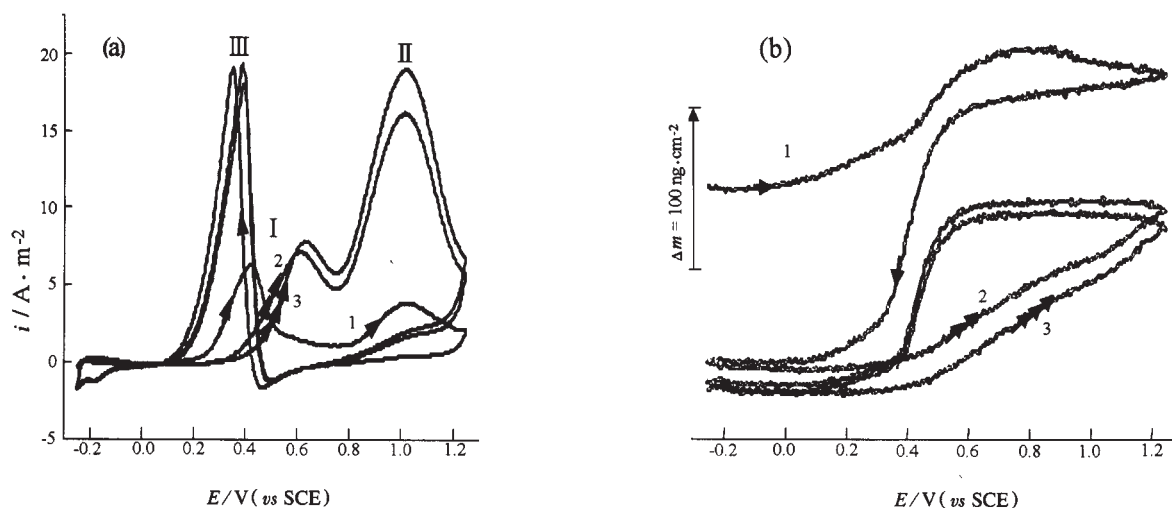 (a)
III
II
I
2
3
1
20
15
10
5
0
-5
i / A · m⁻²
-0.2 0.0 0.2 0.4 0.6 0.8 1.0 1.2
E/V( vs SCE)
(b)
1
2
3
Δm = 100 ng·cm⁻²
-0.2 0.0 0.2 0.4 0.6 0.8 1.0 1.2
E/V (vs SCE)